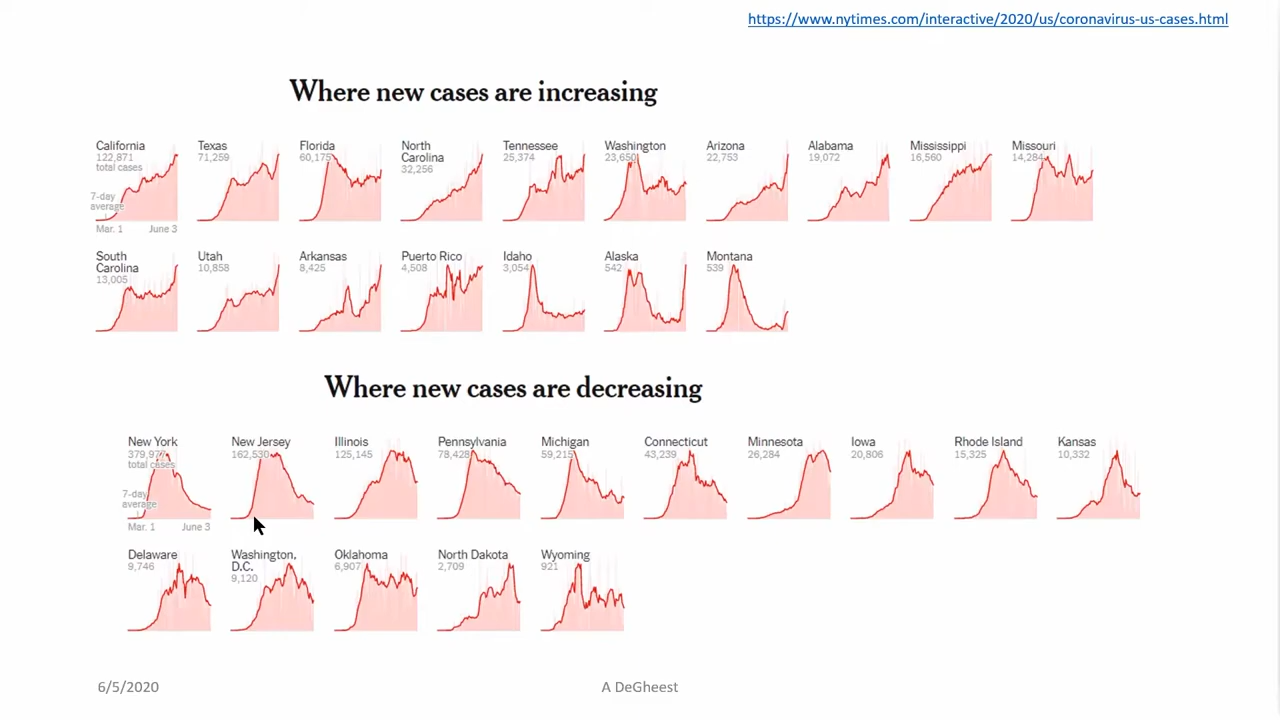 https://www.nytimes.com/interactive/2020/us/coronavirus-us-cases.html
Where new cases are increasing
California
122,871
total cases
7-day
average
Mar. 1 June 3
Texas
71,259
Florida
60,175
North
Carolina
32,256
Tennessee
25,374
Washington
23,650
Arizona
22,753
Alabama
19,072
Mississippi
16,560
Missouri
14,284
South
Carolina
13,005
Utah
10,858
Arkansas
8,425
Puerto Rico
4,508
Idaho
3,054
Alaska
542
Montana
539
Where new cases are decreasing
New York
379,977
total cases
7-day
average
Mar. 1 June 3
New Jersey
162,530
Illinois
125,145
Pennsylvania
78,428
Michigan
59,215
Connecticut
43,239
Minnesota
26,284
Iowa
20,806
Rhode Island
15,325
Kansas
10,332
Delaware
9,746
Washington,
D.C.
9,120
Oklahoma
6,907
North Dakota
2,709
Wyoming
921
6/5/2020
A DeGheest